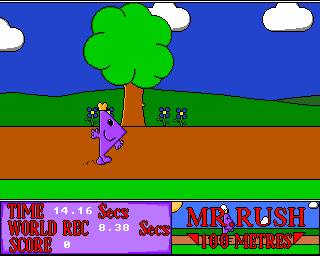 TIME 14.16 Secs
WORLD REC 8.38 Secs
SCORE 0
MR RUSH
100 METRES